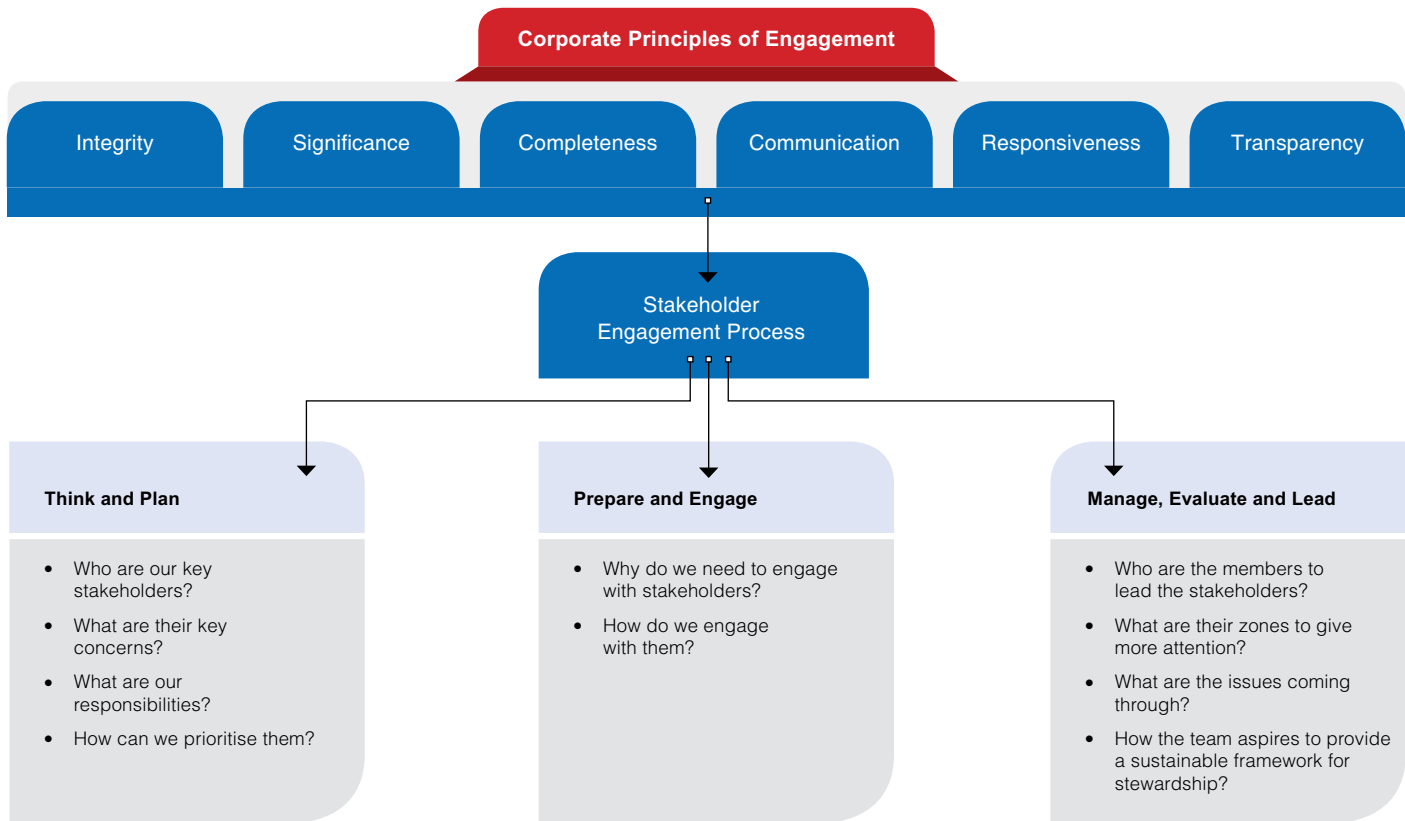 Corporate Principles of Engagement
Integrity
Significance
Completeness
Communication
Responsiveness
Transparency
Stakeholder
Engagement Process
Think and Plan
• Who are our key
stakeholders?
• What are their key
concerns?
• What are our
responsibilities?
• How can we prioritise them?
Prepare and Engage
• Why do we need to engage
with stakeholders?
• How do we engage
with them?
Manage, Evaluate and Lead
• Who are the members to
lead the stakeholders?
• What are their zones to give
more attention?
• What are the issues coming
through?
• How the team aspires to provide
a sustainable framework for
stewardship?